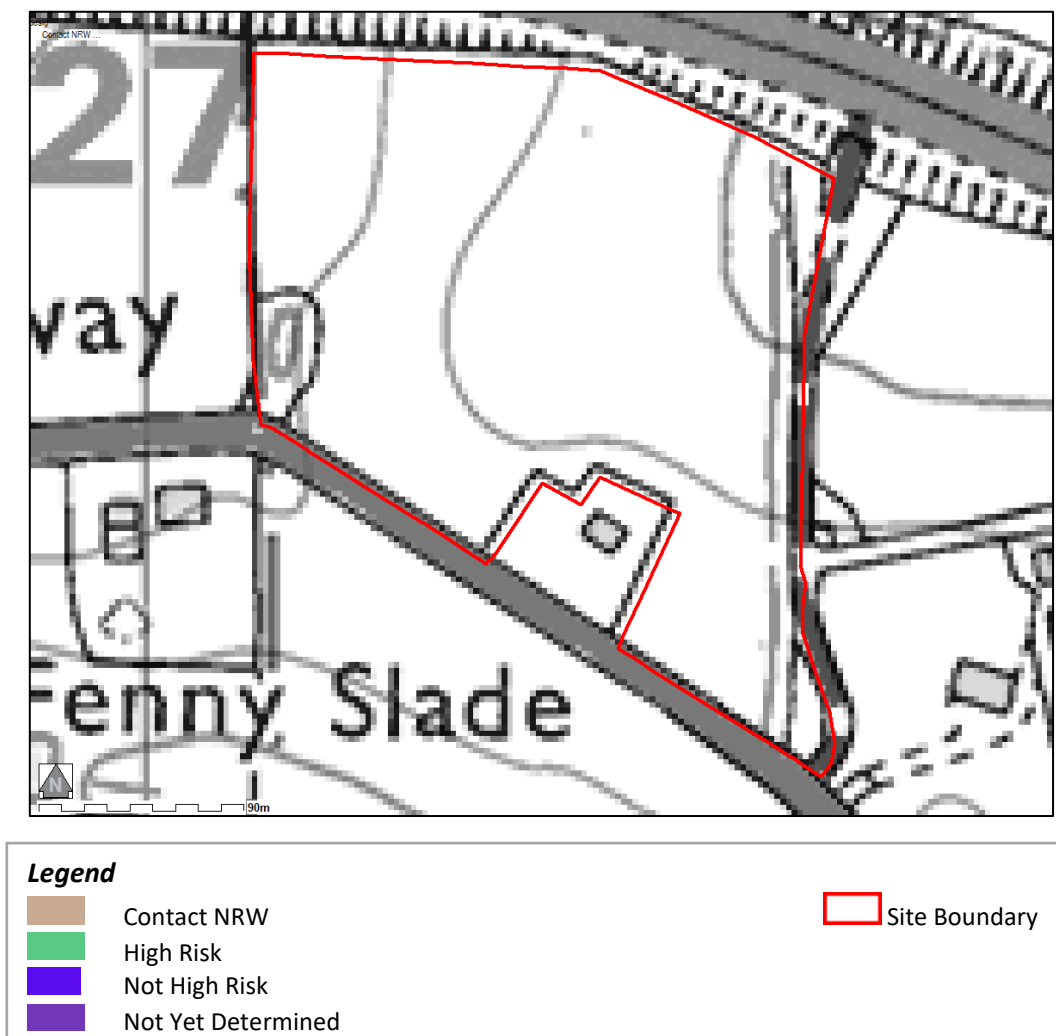 Contact NRW ...
27
way
Fenny Slade
N
90m
Legend
Contact NRW
High Risk
Not High Risk
Not Yet Determined
Site Boundary